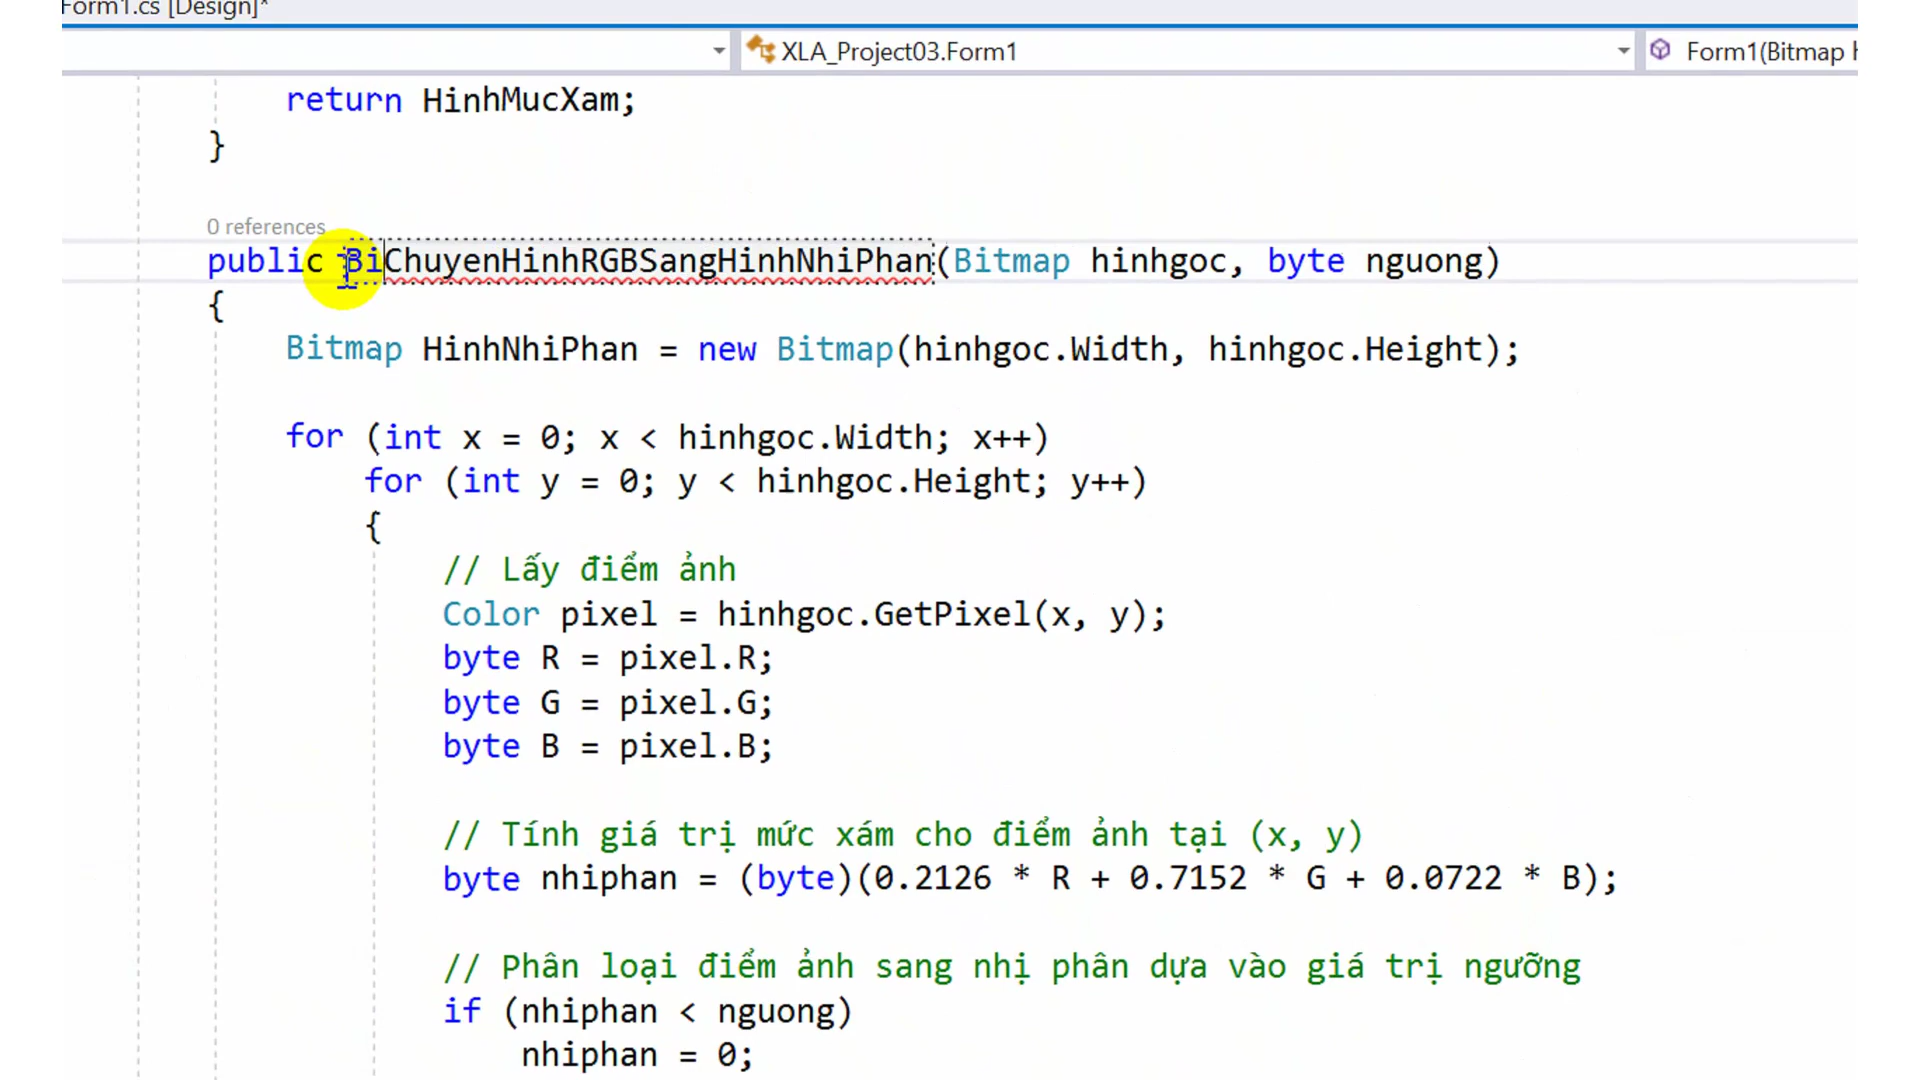 Form1.cs [Design]*
XLA_Project03.Form1
Form1(Bitmap
return HinhMucXam;
}
0 references
public BiChuyenHinhRGBSangHinhNhiPhan(Bitmap hinhgoc, byte nguong)
{
Bitmap HinhNhiPhan = new Bitmap(hinhgoc.Width, hinhgoc.Height);
for (int x = 0; x < hinhgoc.Width; x++)
for (int y = 0; y < hinhgoc.Height; y++)
{
// Lấy điểm ảnh
Color pixel = hinhgoc.GetPixel(x, y);
byte R = pixel.R;
byte G = pixel.G;
byte B = pixel.B;
// Tính giá trị mức xám cho điểm ảnh tại (x, y)
byte nhiphan = (byte)(0.2126 * R + 0.7152 * G + 0.0722 * B);
// Phân loại điểm ảnh sang nhị phân dựa vào giá trị ngưỡng
if (nhiphan < nguong)
nhiphan = 0;